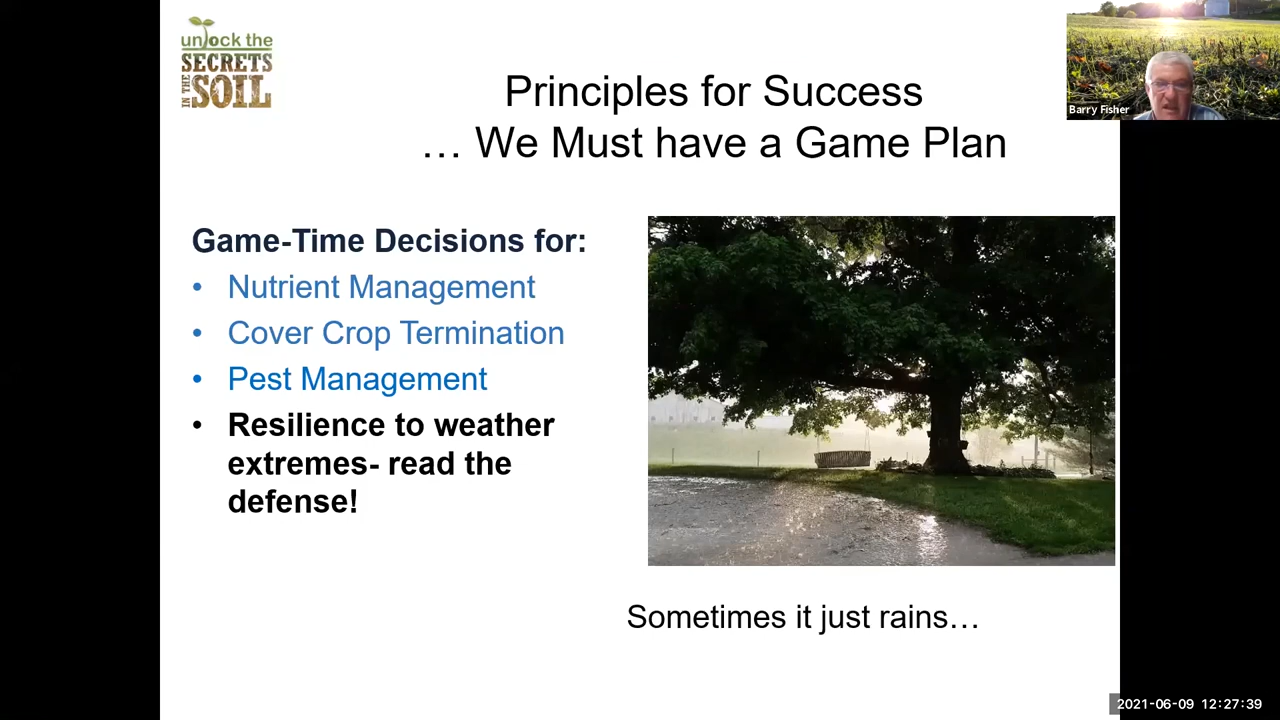 unlock the
SECRETS
IN THE SOIL
Barry Fisher
Principles for Success
… We Must have a Game Plan
Game-Time Decisions for:
• Nutrient Management
• Cover Crop Termination
• Pest Management
• Resilience to weather
extremes- read the
defense!
Sometimes it just rains…
2021-06-09 12:27:39